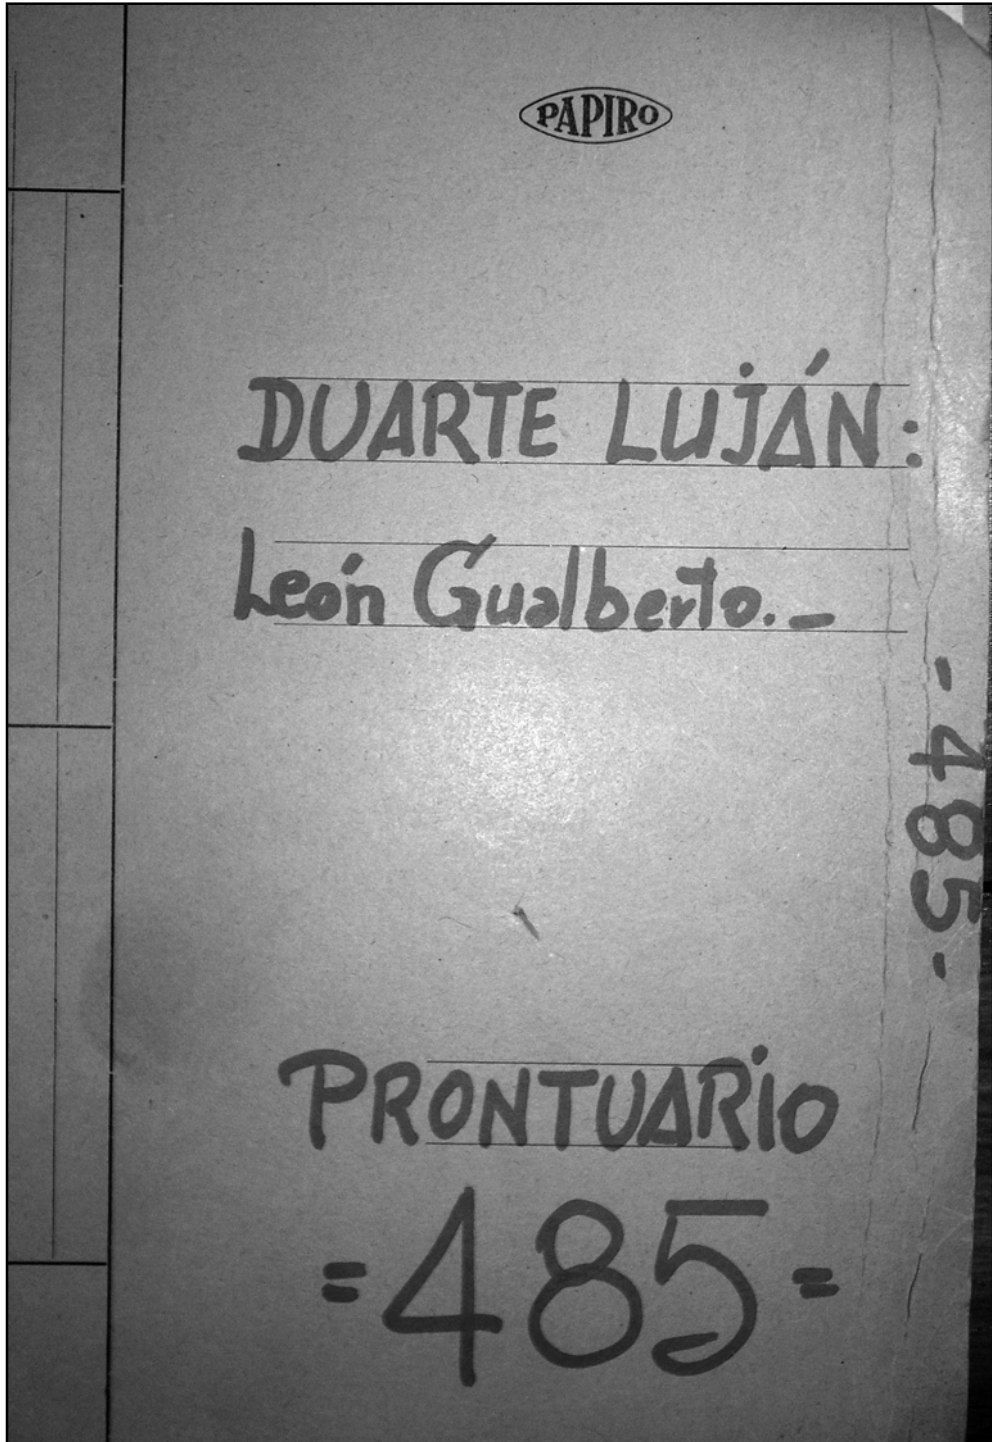 PAPIRO
DUARTE LUJÁN:
León Gualberto.-
- 485 -
PRONTUARIO
=485=